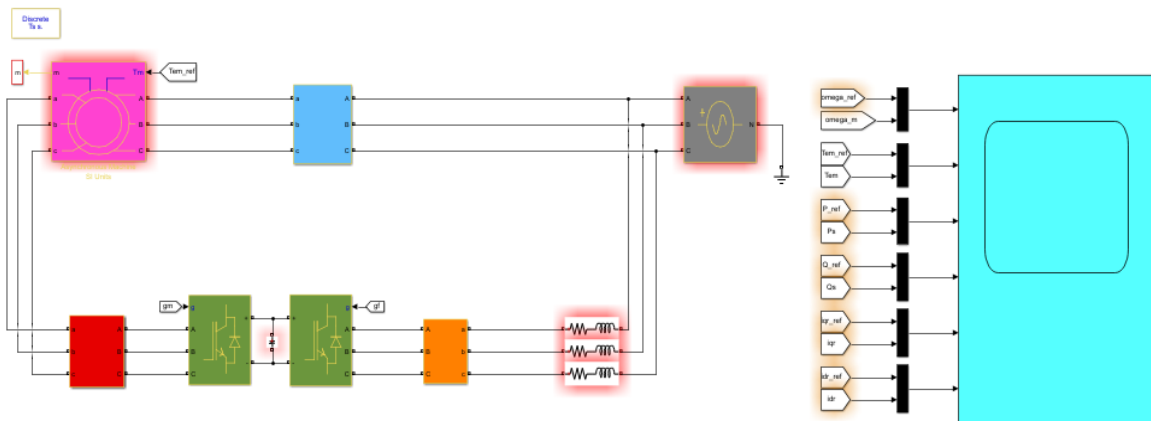 Discrete
Ts s.
m
m
Tm
Tem_ref
a
A
b
B
c
C
SI Units
a
A
b
B
c
C
A
B
C
N
omega_ref
omega_m
Tem_ref
Tem
P_ref
Ps
Q_ref
Qs
iqr_ref
iqr
idr_ref
idr
gm
g
+
-
A
B
C
+
-
g
gf
A
B
C
a
A
b
B
c
C
A
a
B
b
C
c